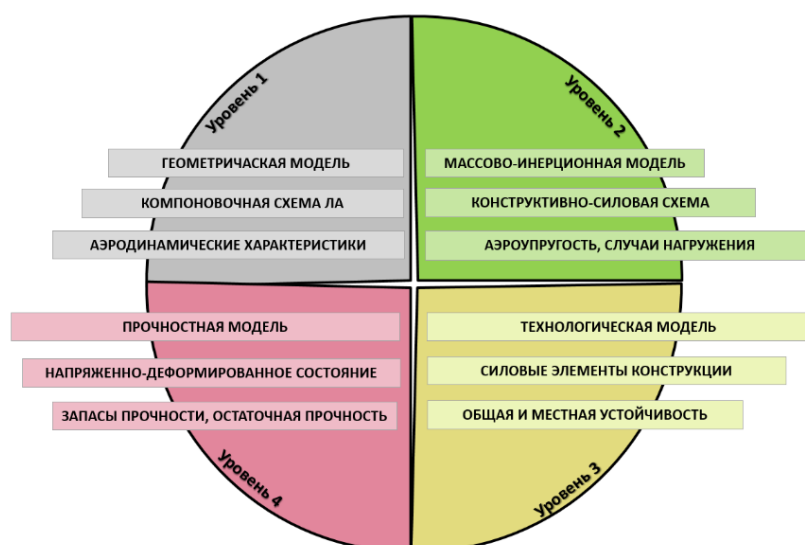 Уровень 1
ГЕОМЕТРИЧАСКАЯ МОДЕЛЬ
КОМПОНОВОЧНАЯ СХЕМА ЛА
АЭРОДИНАМИЧЕСКИЕ ХАРАКТЕРИСТИКИ
Уровень 2
МАССОВО-ИНЕРЦИОННАЯ МОДЕЛЬ
КОНСТРУКТИВНО-СИЛОВАЯ СХЕМА
АЭРОУПРУГОСТЬ, СЛУЧАИ НАГРУЖЕНИЯ
ПРОЧНОСТНАЯ МОДЕЛЬ
НАПРЯЖЕННО-ДЕФОРМИРОВАННОЕ СОСТОЯНИЕ
ЗАПАСЫ ПРОЧНОСТИ, ОСТАТОЧНАЯ ПРОЧНОСТЬ
Уровень 4
ТЕХНОЛОГИЧЕСКАЯ МОДЕЛЬ
СИЛОВЫЕ ЭЛЕМЕНТЫ КОНСТРУКЦИИ
ОБЩАЯ И МЕСТНАЯ УСТОЙЧИВОСТЬ
Уровень 3